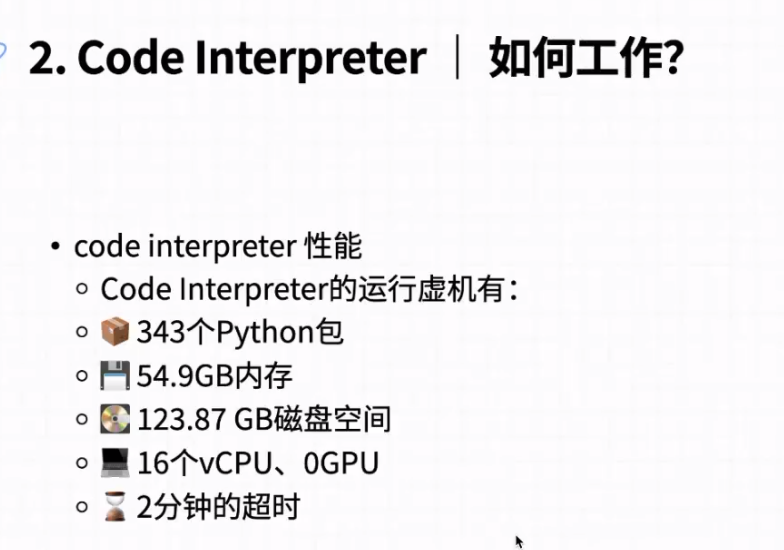 2. Code Interpreter｜如何工作？
• code interpreter 性能
○ Code Interpreter的运行虚机有：
○ 📦 343个Python包
○ 💾 54.9GB内存
○ 💿 123.87 GB磁盘空间
○ 💻 16个vCPU、0GPU
○ ⌛ 2分钟的超时